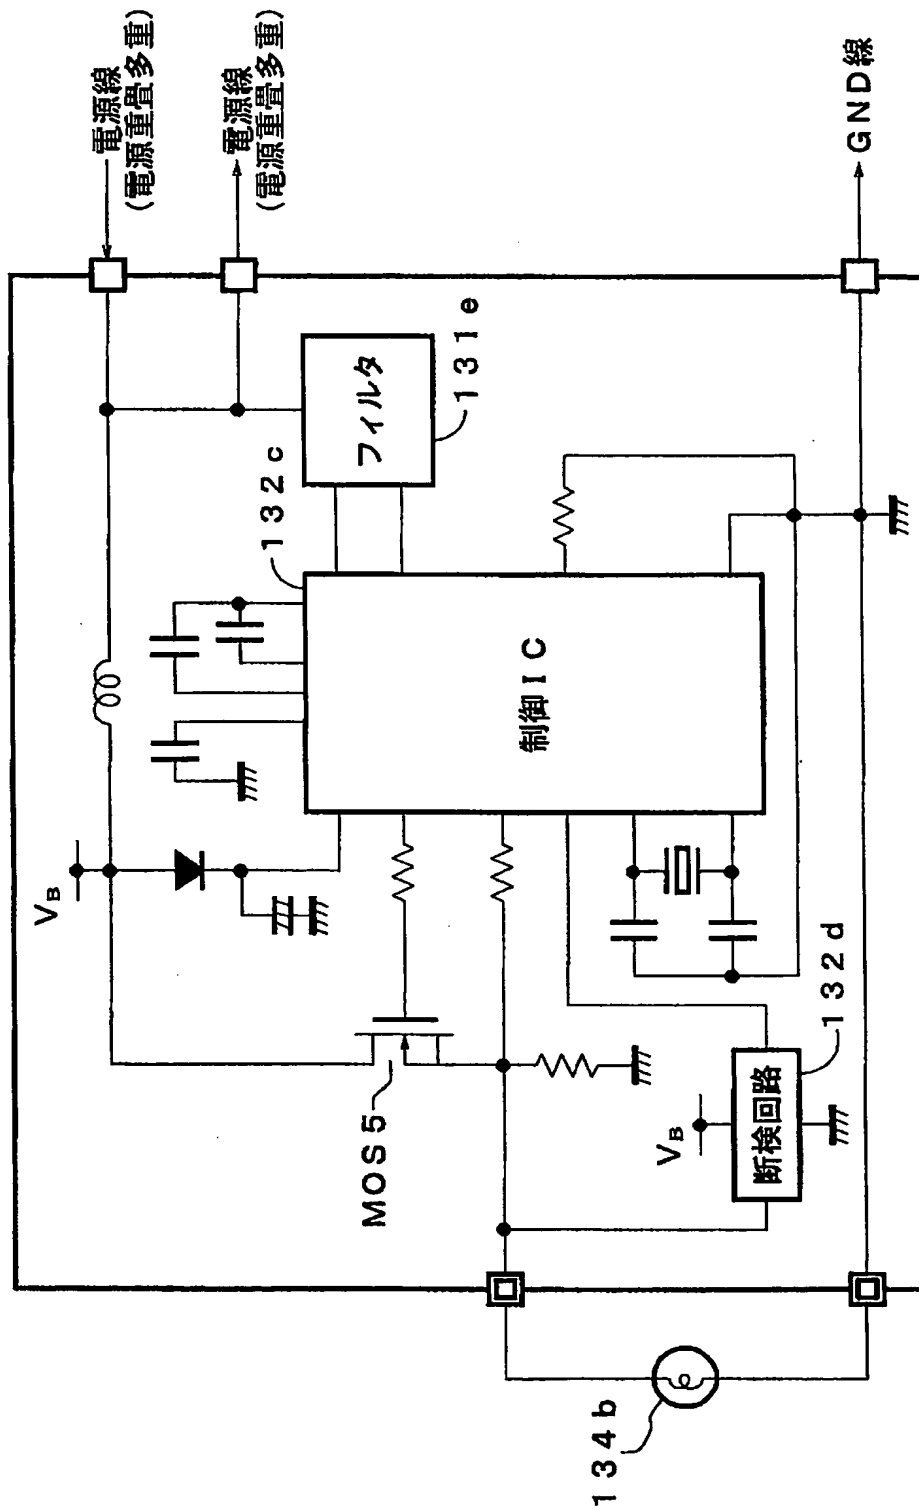 電源線
(電源重畳多重)
電源線
(電源重畳多重)
GND線
フィルタ
131e
132c
制御IC
VB
MOS5
VB
断検回路
132d
134b